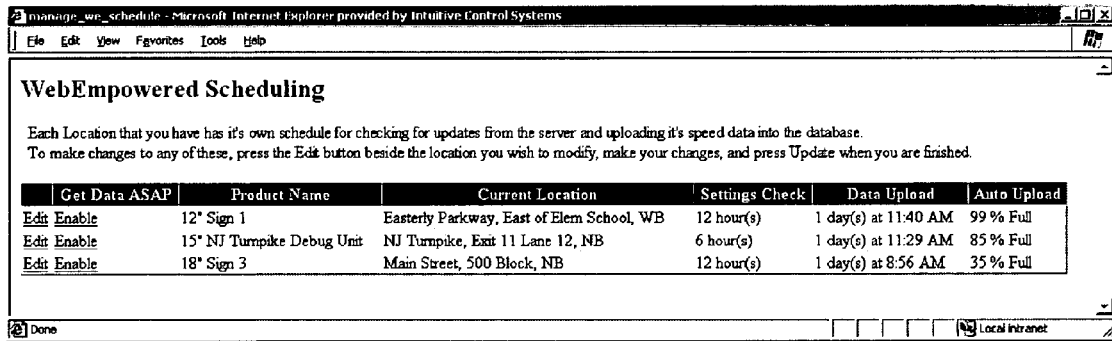 manage_we_schedule - Microsoft Internet Explorer provided by Intuitive Control Systems
File Edit View Favorites Tools Help
WebEmpowered Scheduling
Each Location that you have has it's own schedule for checking for updates from the server and uploading it's speed data into the database.
To make changes to any of these, press the Edit button beside the location you wish to modify, make your changes, and press Update when you are finished.
Get Data ASAP Product Name Current Location Settings Check Data Upload Auto Upload
Edit Enable 12" Sign 1 Easterly Parkway, East of Elem School, WB 12 hour(s) 1 day(s) at 11:40 AM 99 % Full
Edit Enable 15" NJ Turnpike Debug Unit NJ Turnpike, Exit 11 Lane 12, NB 6 hour(s) 1 day(s) at 11:29 AM 85 % Full
Edit Enable 18" Sign 3 Main Street, 500 Block, NB 12 hour(s) 1 day(s) at 8:56 AM 35 % Full
Done Local intranet